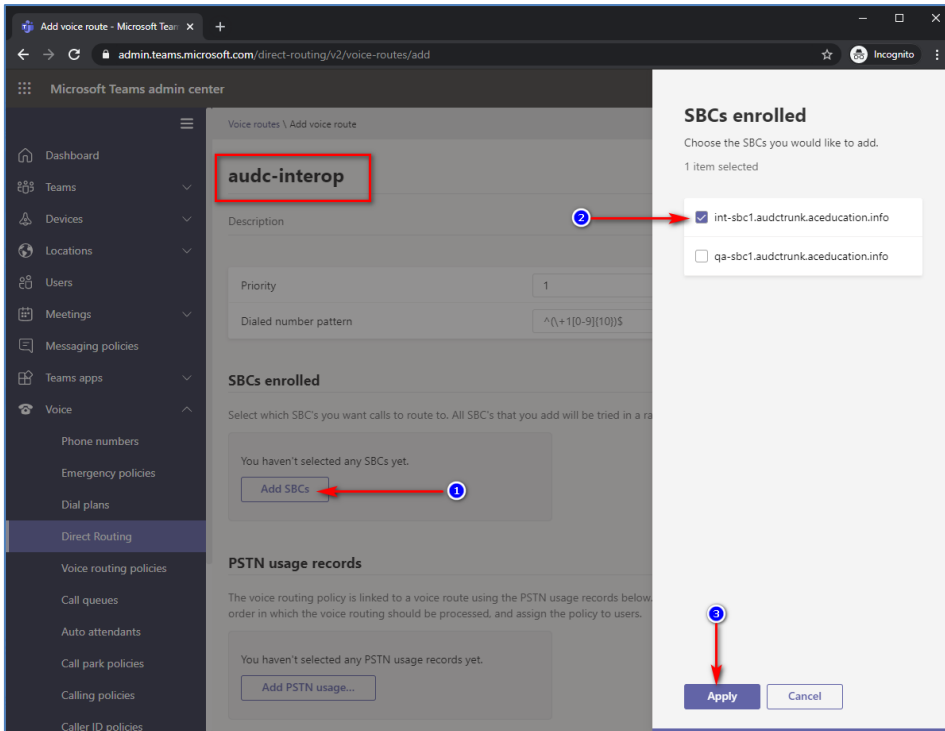 Add voice route - Microsoft Tear
admin.teams.microsoft.com/direct-routing/v2/voice-routes/add
Incognito
Microsoft Teams admin center
Dashboard
Teams
Devices
Locations
Users
Meetings
Messaging policies
Teams apps
Voice
Phone numbers
Emergency policies
Dial plans
Direct Routing
Voice routing policies
Call queues
Auto attendants
Call park policies
Calling policies
Caller ID policies
Voice routes \ Add voice route
audc-interop
Description
Priority
1
Dialed number pattern
^(\+1[0-9]{10})$
SBCs enrolled
Select which SBC's you want calls to route to. All SBC's that you add will be tried in a ra
You haven't selected any SBCs yet.
Add SBCs
1
PSTN usage records
The voice routing policy is linked to a voice route using the PSTN usage records below.
order in which the voice routing should be processed, and assign the policy to users.
You haven't selected any PSTN usage records yet.
Add PSTN usage...
SBCs enrolled
Choose the SBCs you would like to add.
1 item selected
2
int-sbc1.audctrunk.aceducation.info
qa-sbc1.audctrunk.aceducation.info
3
Apply
Cancel